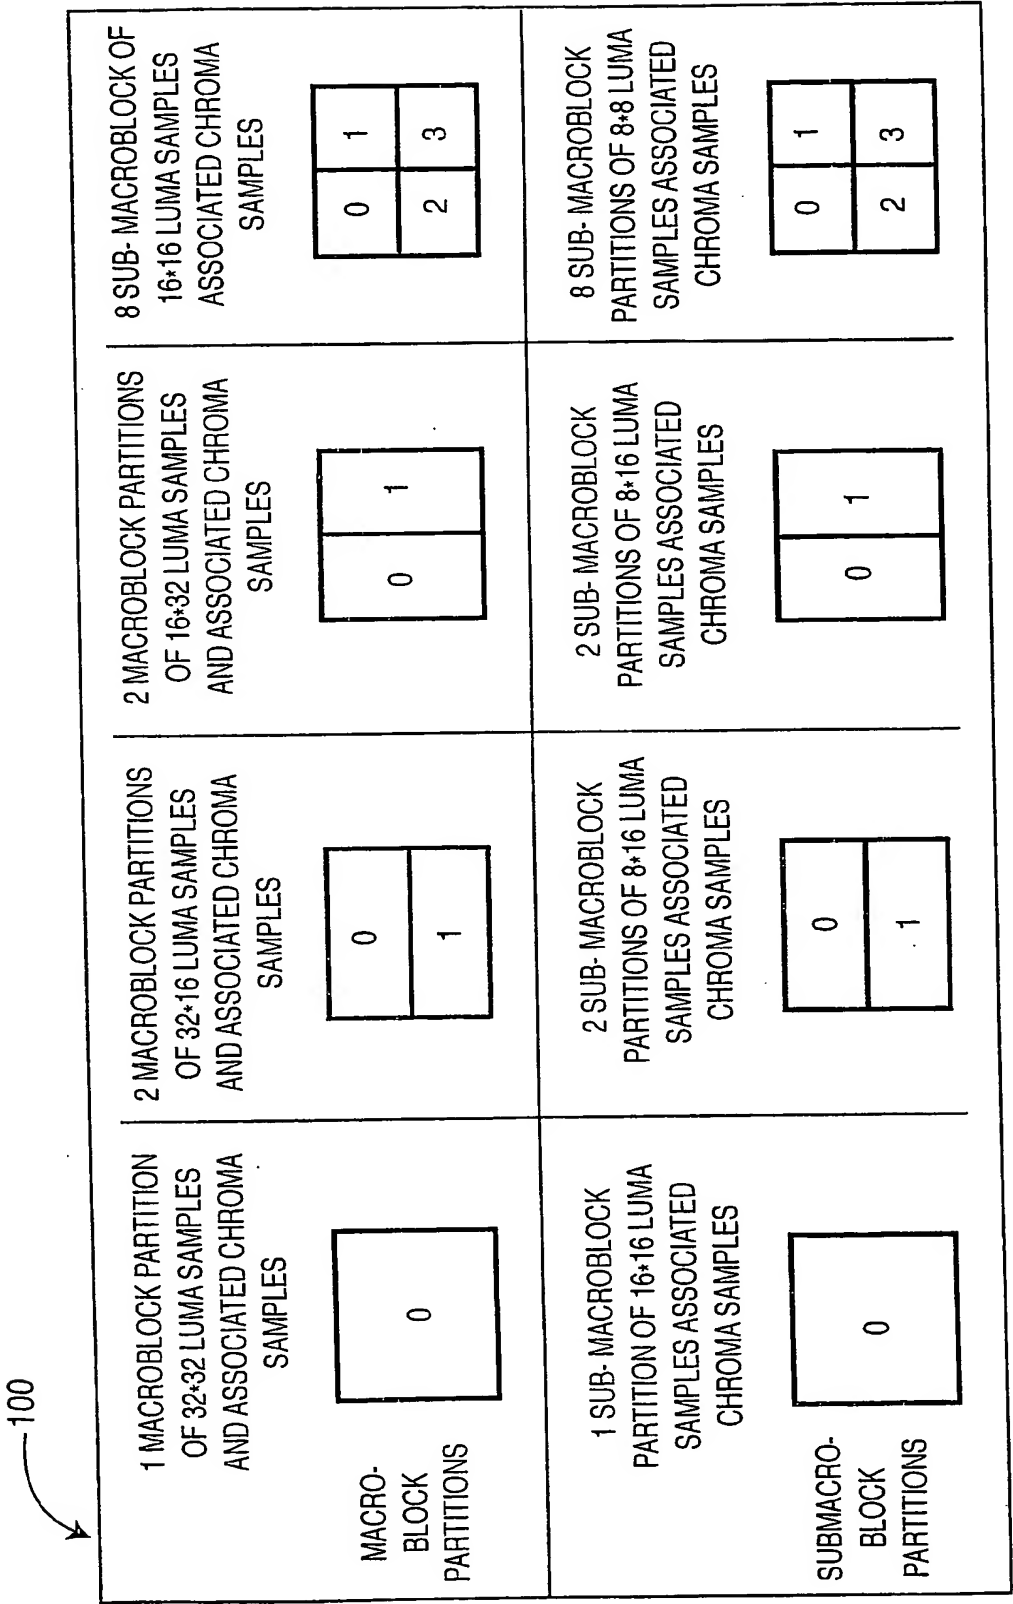 100
1 MACROBLOCK PARTITION
OF 32*32 LUMA SAMPLES
AND ASSOCIATED CHROMA
SAMPLES
2 MACROBLOCK PARTITIONS
OF 32*16 LUMA SAMPLES
AND ASSOCIATED CHROMA
SAMPLES
2 MACROBLOCK PARTITIONS
OF 16*32 LUMA SAMPLES
AND ASSOCIATED CHROMA
SAMPLES
8 SUB- MACROBLOCK OF
16*16 LUMA SAMPLES
ASSOCIATED CHROMA
SAMPLES
MACRO-
BLOCK
PARTITIONS
0
0
1
0 1
0 1
2 3
1 SUB- MACROBLOCK
PARTITION OF 16*16 LUMA
SAMPLES ASSOCIATED
CHROMA SAMPLES
2 SUB- MACROBLOCK
PARTITIONS OF 8*16 LUMA
SAMPLES ASSOCIATED
CHROMA SAMPLES
2 SUB- MACROBLOCK
PARTITIONS OF 8*16 LUMA
SAMPLES ASSOCIATED
CHROMA SAMPLES
8 SUB- MACROBLOCK
PARTITIONS OF 8*8 LUMA
SAMPLES ASSOCIATED
CHROMA SAMPLES
SUBMACRO-
BLOCK
PARTITIONS
0
0
1
0 1
0 1
2 3